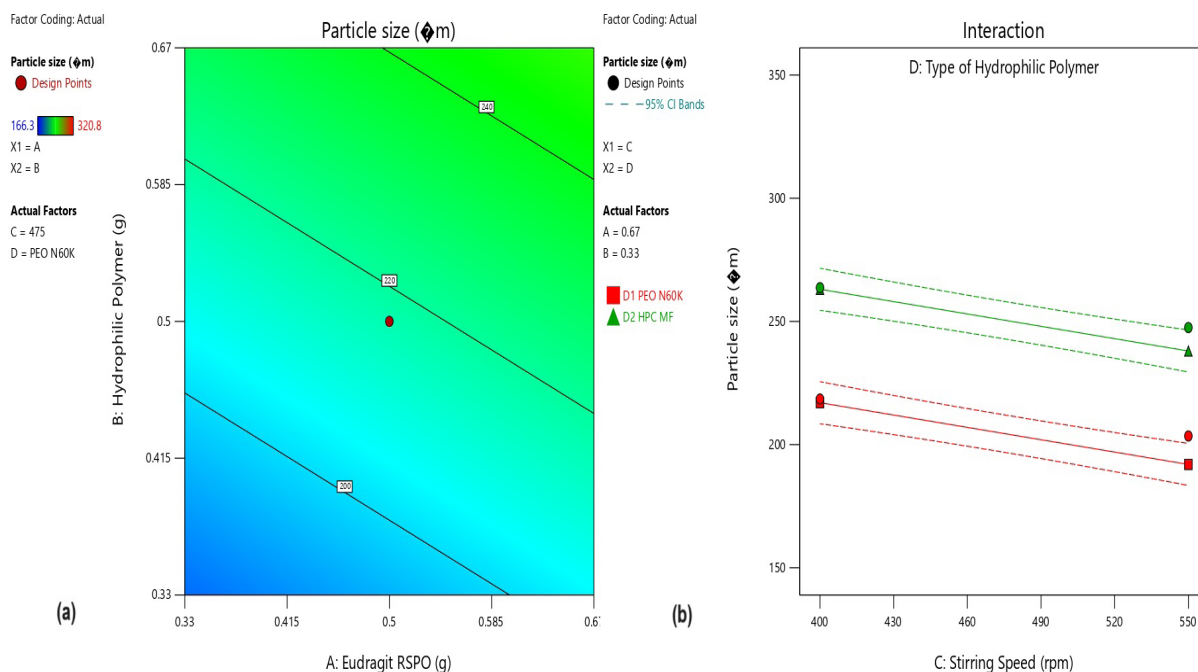 Factor Coding: Actual
Particle size (�m)
Design Points
166.3 320.8
X1 = A
X2 = B
Actual Factors
C = 475
D = PEO N60K
Particle size (�m)
B: Hydrophilic Polymer (g)
0.67
0.585
0.5
0.415
0.33
240
220
200
0.33
0.415
0.5
0.585
0.67
A: Eudragit RSPO (g)
(a)
Factor Coding: Actual
Particle size (�m)
Design Points
95% CI Bands
X1 = C
X2 = D
Actual Factors
A = 0.67
B = 0.33
D1 PEO N60K
D2 HPC MF
(b)
Interaction
D: Type of Hydrophilic Polymer
Particle size (�m)
350
300
250
200
150
400
430
460
490
520
550
C: Stirring Speed (rpm)